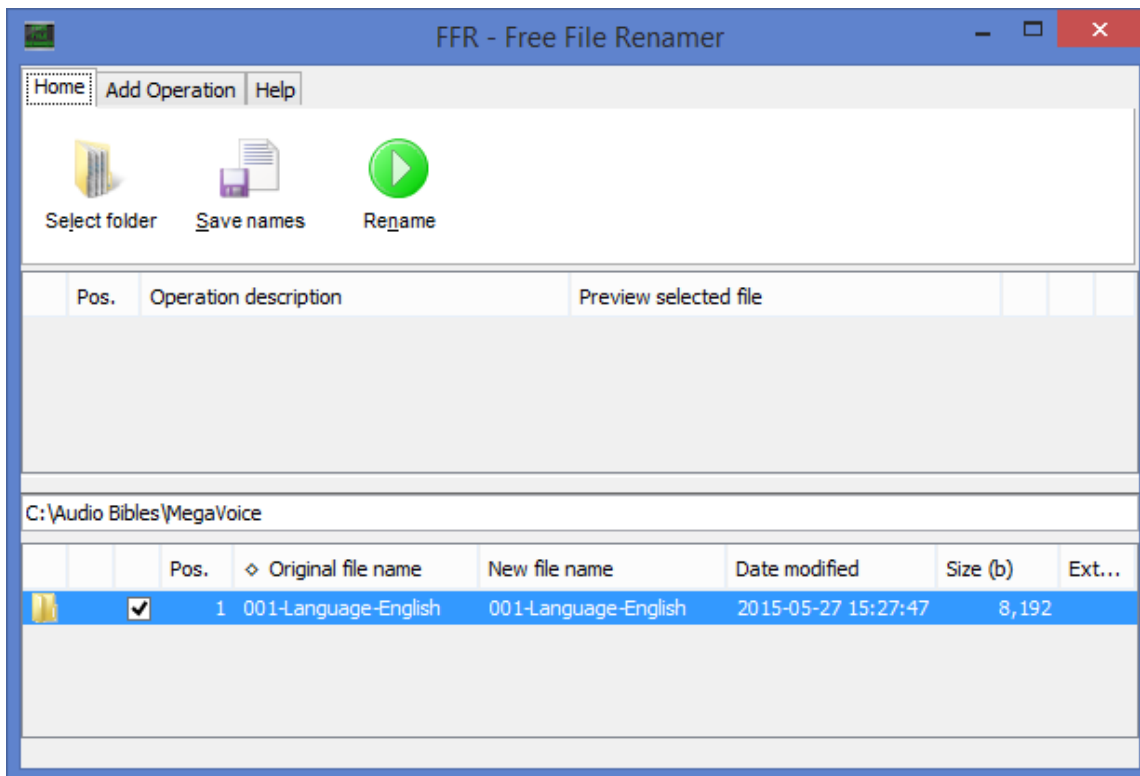 FFR - Free File Renamer
Home Add Operation Help
Select folder Save names Rename
Pos. Operation description Preview selected file
C:\Audio Bibles\MegaVoice
Pos. Original file name New file name Date modified Size (b) Ext...
1 001-Language-English 001-Language-English 2015-05-27 15:27:47 8,192